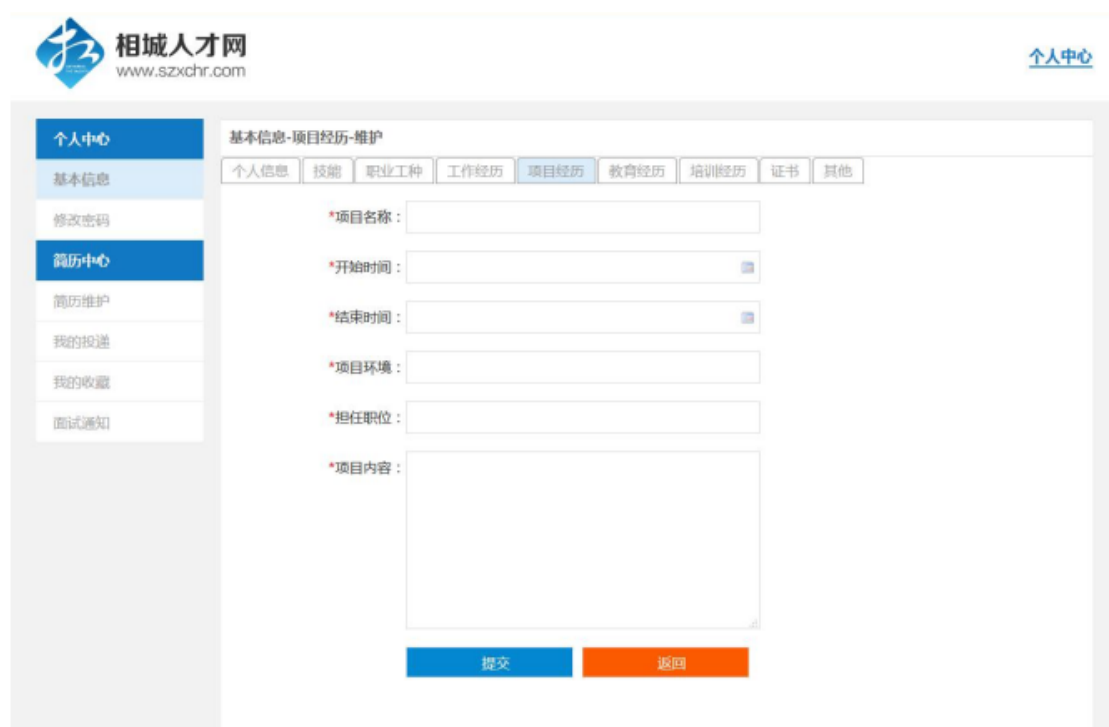 相城人才网
www.szxchr.com
个人中心
个人中心
基本信息
修改密码
简历中心
简历维护
我的投递
我的收藏
面试通知
基本信息-项目经历-维护
个人信息 技能 职业工种 工作经历 项目经历 教育经历 培训经历 证书 其他
*项目名称：
*开始时间：
*结束时间：
*项目环境：
*担任职位：
*项目内容：
提交 返回